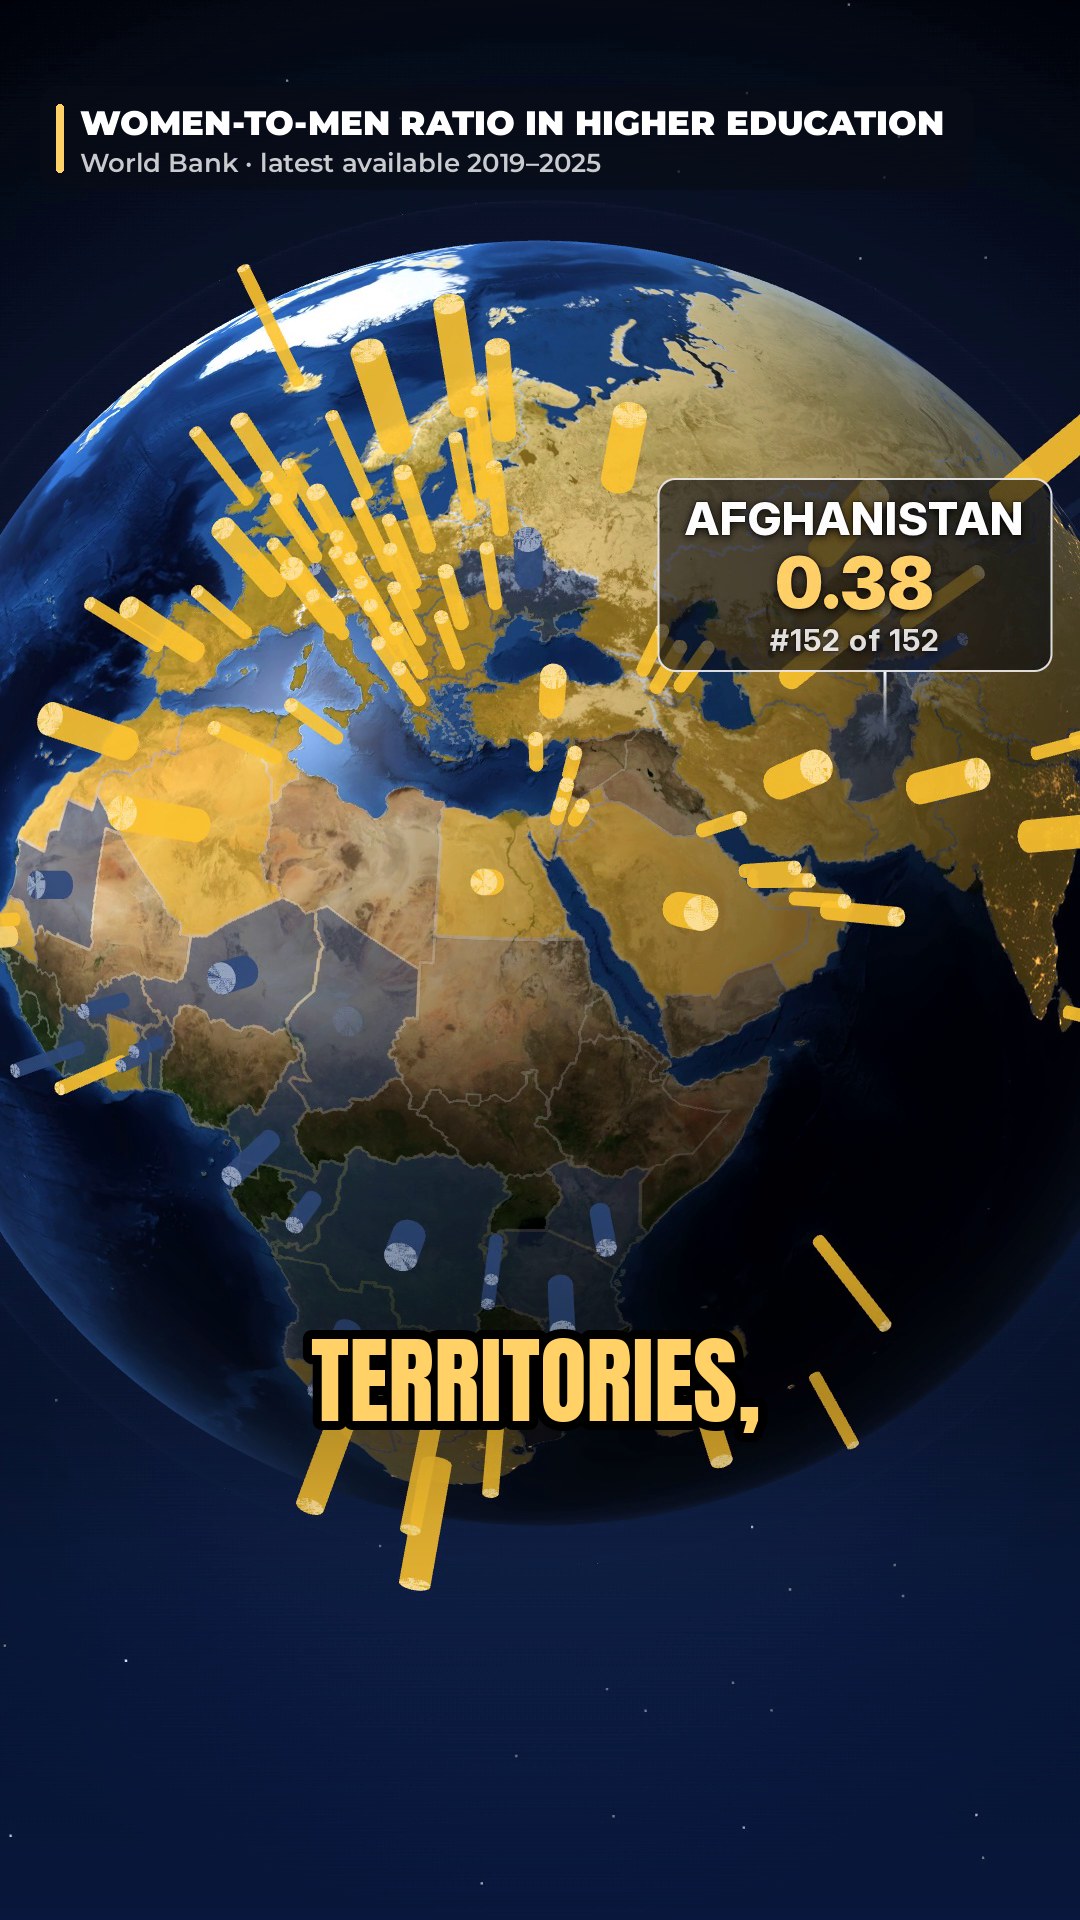 WOMEN-TO-MEN RATIO IN HIGHER EDUCATION
World Bank · latest available 2019–2025
AFGHANISTAN
0.38
#152 of 152
TERRITORIES,